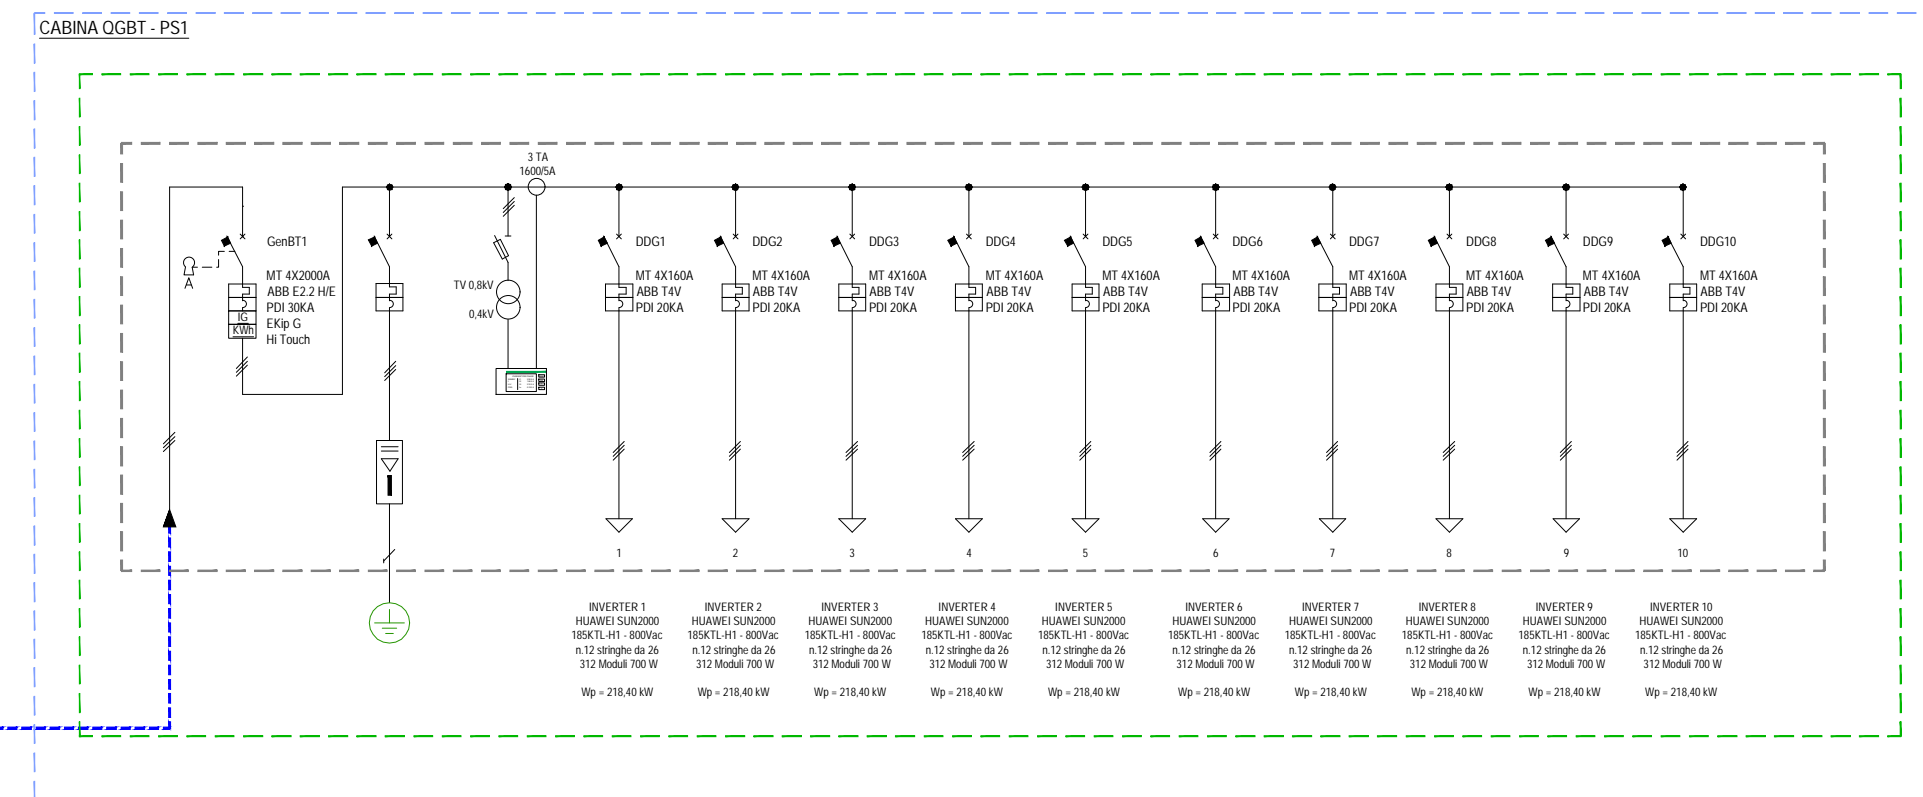 CABINA QGBT - PS1
3 TA
1600/5A
GenBT1
MT 4X2000A
ABB E2.2 H/E
PDI 30KA
EKip G
Hi Touch
IG
KWh
A
TV 0,8kV
0,4kV
DDG1
MT 4X160A
ABB T4V
PDI 20KA
DDG2
MT 4X160A
ABB T4V
PDI 20KA
DDG3
MT 4X160A
ABB T4V
PDI 20KA
DDG4
MT 4X160A
ABB T4V
PDI 20KA
DDG5
MT 4X160A
ABB T4V
PDI 20KA
DDG6
MT 4X160A
ABB T4V
PDI 20KA
DDG7
MT 4X160A
ABB T4V
PDI 20KA
DDG8
MT 4X160A
ABB T4V
PDI 20KA
DDG9
MT 4X160A
ABB T4V
PDI 20KA
DDG10
MT 4X160A
ABB T4V
PDI 20KA
1
2
3
4
5
6
7
8
9
10
INVERTER 1
HUAWEI SUN2000
185KTL-H1 - 800Vac
n.12 stringhe da 26
312 Moduli 700 W
Wp = 218,40 kW
INVERTER 2
HUAWEI SUN2000
185KTL-H1 - 800Vac
n.12 stringhe da 26
312 Moduli 700 W
Wp = 218,40 kW
INVERTER 3
HUAWEI SUN2000
185KTL-H1 - 800Vac
n.12 stringhe da 26
312 Moduli 700 W
Wp = 218,40 kW
INVERTER 4
HUAWEI SUN2000
185KTL-H1 - 800Vac
n.12 stringhe da 26
312 Moduli 700 W
Wp = 218,40 kW
INVERTER 5
HUAWEI SUN2000
185KTL-H1 - 800Vac
n.12 stringhe da 26
312 Moduli 700 W
Wp = 218,40 kW
INVERTER 6
HUAWEI SUN2000
185KTL-H1 - 800Vac
n.12 stringhe da 26
312 Moduli 700 W
Wp = 218,40 kW
INVERTER 7
HUAWEI SUN2000
185KTL-H1 - 800Vac
n.12 stringhe da 26
312 Moduli 700 W
Wp = 218,40 kW
INVERTER 8
HUAWEI SUN2000
185KTL-H1 - 800Vac
n.12 stringhe da 26
312 Moduli 700 W
Wp = 218,40 kW
INVERTER 9
HUAWEI SUN2000
185KTL-H1 - 800Vac
n.12 stringhe da 26
312 Moduli 700 W
Wp = 218,40 kW
INVERTER 10
HUAWEI SUN2000
185KTL-H1 - 800Vac
n.12 stringhe da 26
312 Moduli 700 W
Wp = 218,40 kW